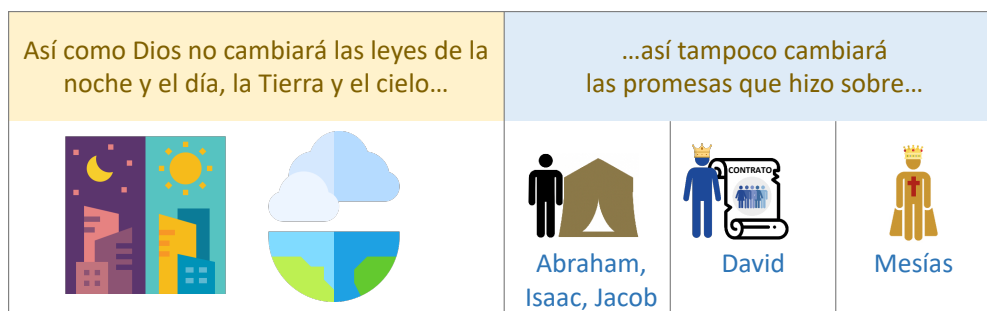 Así como Dios no cambiará las leyes de la
noche y el día, la Tierra y el cielo…
…así tampoco cambiará
las promesas que hizo sobre…
CONTRATO
Abraham,
Isaac, Jacob
David
Mesías